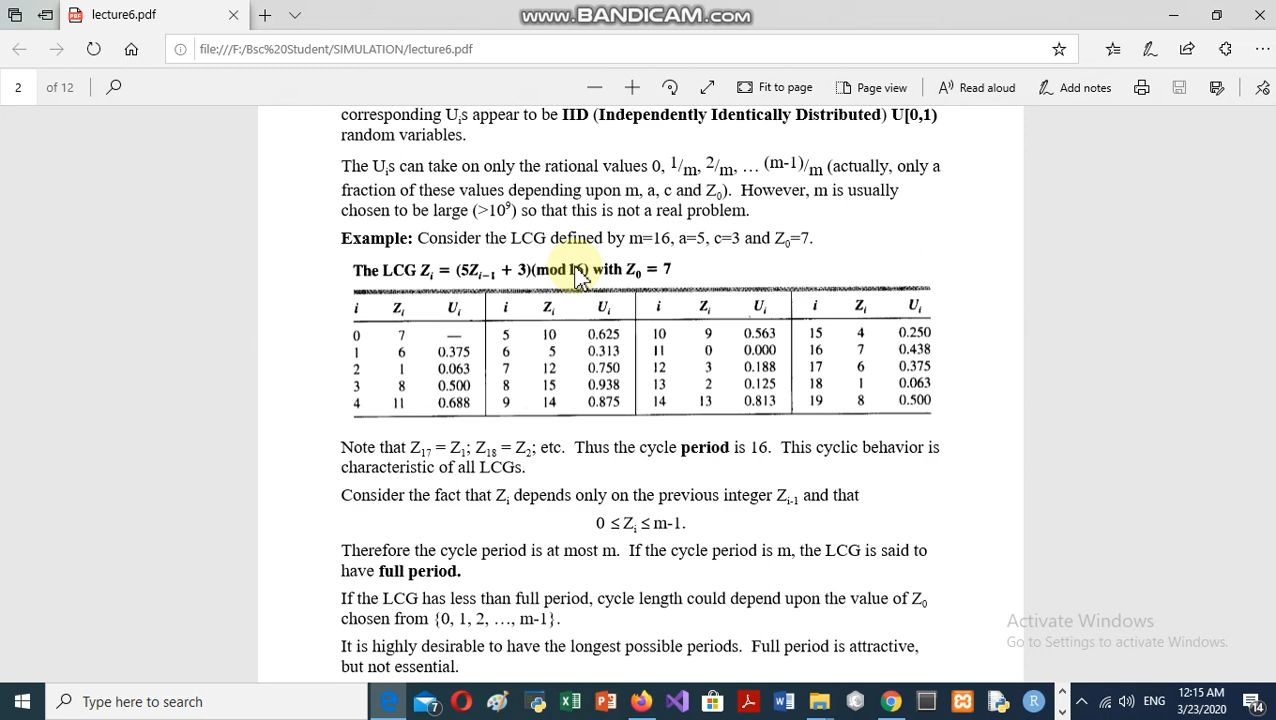 www.BANDICAM.com
lecture6.pdf
file:///F:/Bsc%20Student/SIMULATION/lecture6.pdf
2 of 12 Fit to page Page view Read aloud Add notes
corresponding Uᵢs appear to be IID (Independently Identically Distributed) U[0,1)
random variables.
The Uᵢs can take on only the rational values 0, 1/m, 2/m, … (m-1)/m (actually, only a
fraction of these values depending upon m, a, c and Z₀). However, m is usually
chosen to be large (>10⁹) so that this is not a real problem.
Example: Consider the LCG defined by m=16, a=5, c=3 and Z₀=7.
The LCG Zᵢ = (5Zᵢ₋₁ + 3)(mod 16) with Z₀ = 7
i Zᵢ Uᵢ i Zᵢ Uᵢ i Zᵢ Uᵢ i Zᵢ Uᵢ
0 7 — 5 10 0.625 10 9 0.563 15 4 0.250
1 6 0.375 6 5 0.313 11 0 0.000 16 7 0.438
2 1 0.063 7 12 0.750 12 3 0.188 17 6 0.375
3 8 0.500 8 15 0.938 13 2 0.125 18 1 0.063
4 11 0.688 9 14 0.875 14 13 0.813 19 8 0.500
Note that Z₁₇ = Z₁; Z₁₈ = Z₂; etc. Thus the cycle period is 16. This cyclic behavior is
characteristic of all LCGs.
Consider the fact that Zᵢ depends only on the previous integer Zᵢ₋₁ and that
0 ≤ Zᵢ ≤ m-1.
Therefore the cycle period is at most m. If the cycle period is m, the LCG is said to
have full period.
If the LCG has less than full period, cycle length could depend upon the value of Z₀
chosen from {0, 1, 2, …, m-1}.
It is highly desirable to have the longest possible periods. Full period is attractive,
but not essential.
Activate Windows
Go to Settings to activate Windows.
Type here to search
ENG
12:15 AM
3/23/2020